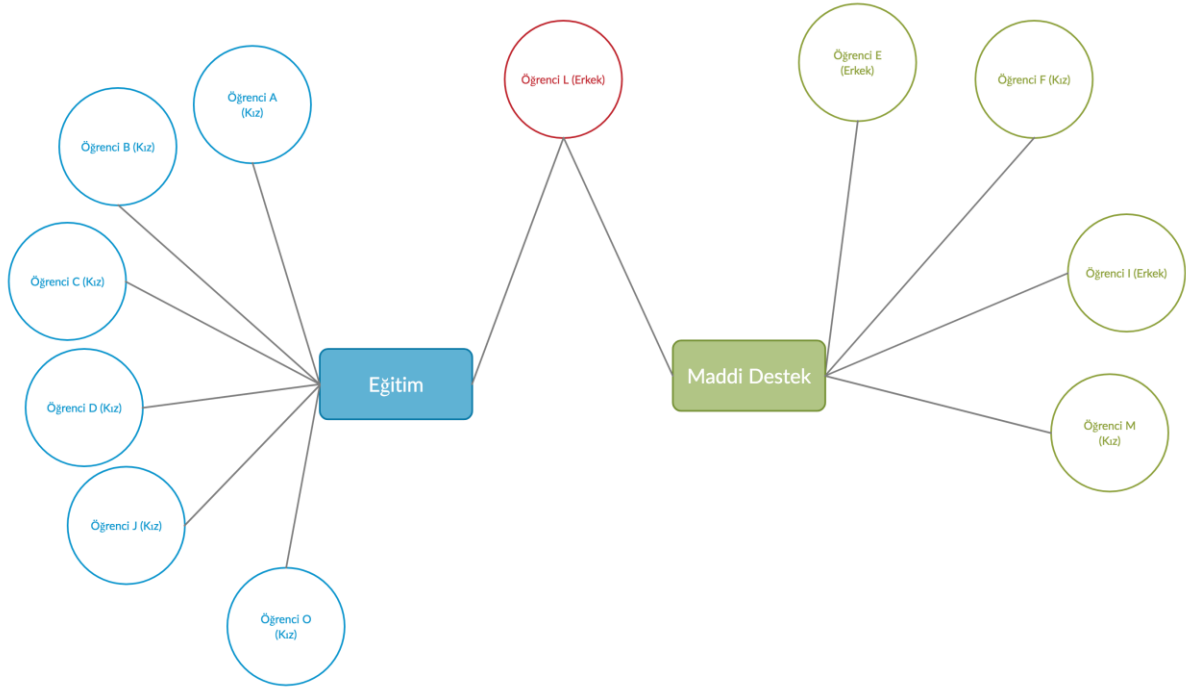 Öğrenci A
(Kız)
Öğrenci B (Kız)
Öğrenci C (Kız)
Öğrenci D (Kız)
Öğrenci J (Kız)
Öğrenci O
(Kız)
Eğitim
Öğrenci L (Erkek)
Maddi Destek
Öğrenci E
(Erkek)
Öğrenci F (Kız)
Öğrenci I (Erkek)
Öğrenci M
(Kız)